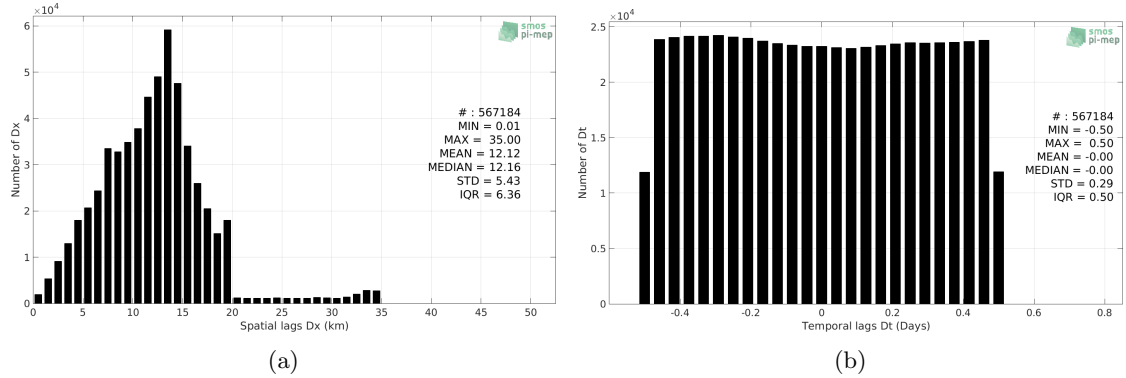 ×10⁴
6
5
4
3
2
1
0
Number of Dx
smos
pi-mep
# : 567184
MIN = 0.01
MAX = 35.00
MEAN = 12.12
MEDIAN = 12.16
STD = 5.43
IQR = 6.36
0 5 10 15 20 25 30 35 40 45 50
Spatial lags Dx (km)
(a)
×10⁴
2.5
2
1.5
1
0.5
0
Number of Dt
smos
pi-mep
# : 567184
MIN = -0.50
MAX = 0.50
MEAN = -0.00
MEDIAN = -0.00
STD = 0.29
IQR = 0.50
-0.4 -0.2 0 0.2 0.4 0.6 0.8
Temporal lags Dt (Days)
(b)